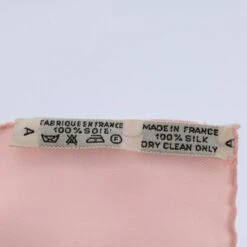 A
FABRIQUE EN FRANCE
100% SOIE
F
MADE IN FRANCE
100% SILK
DRY CLEAN ONLY
A